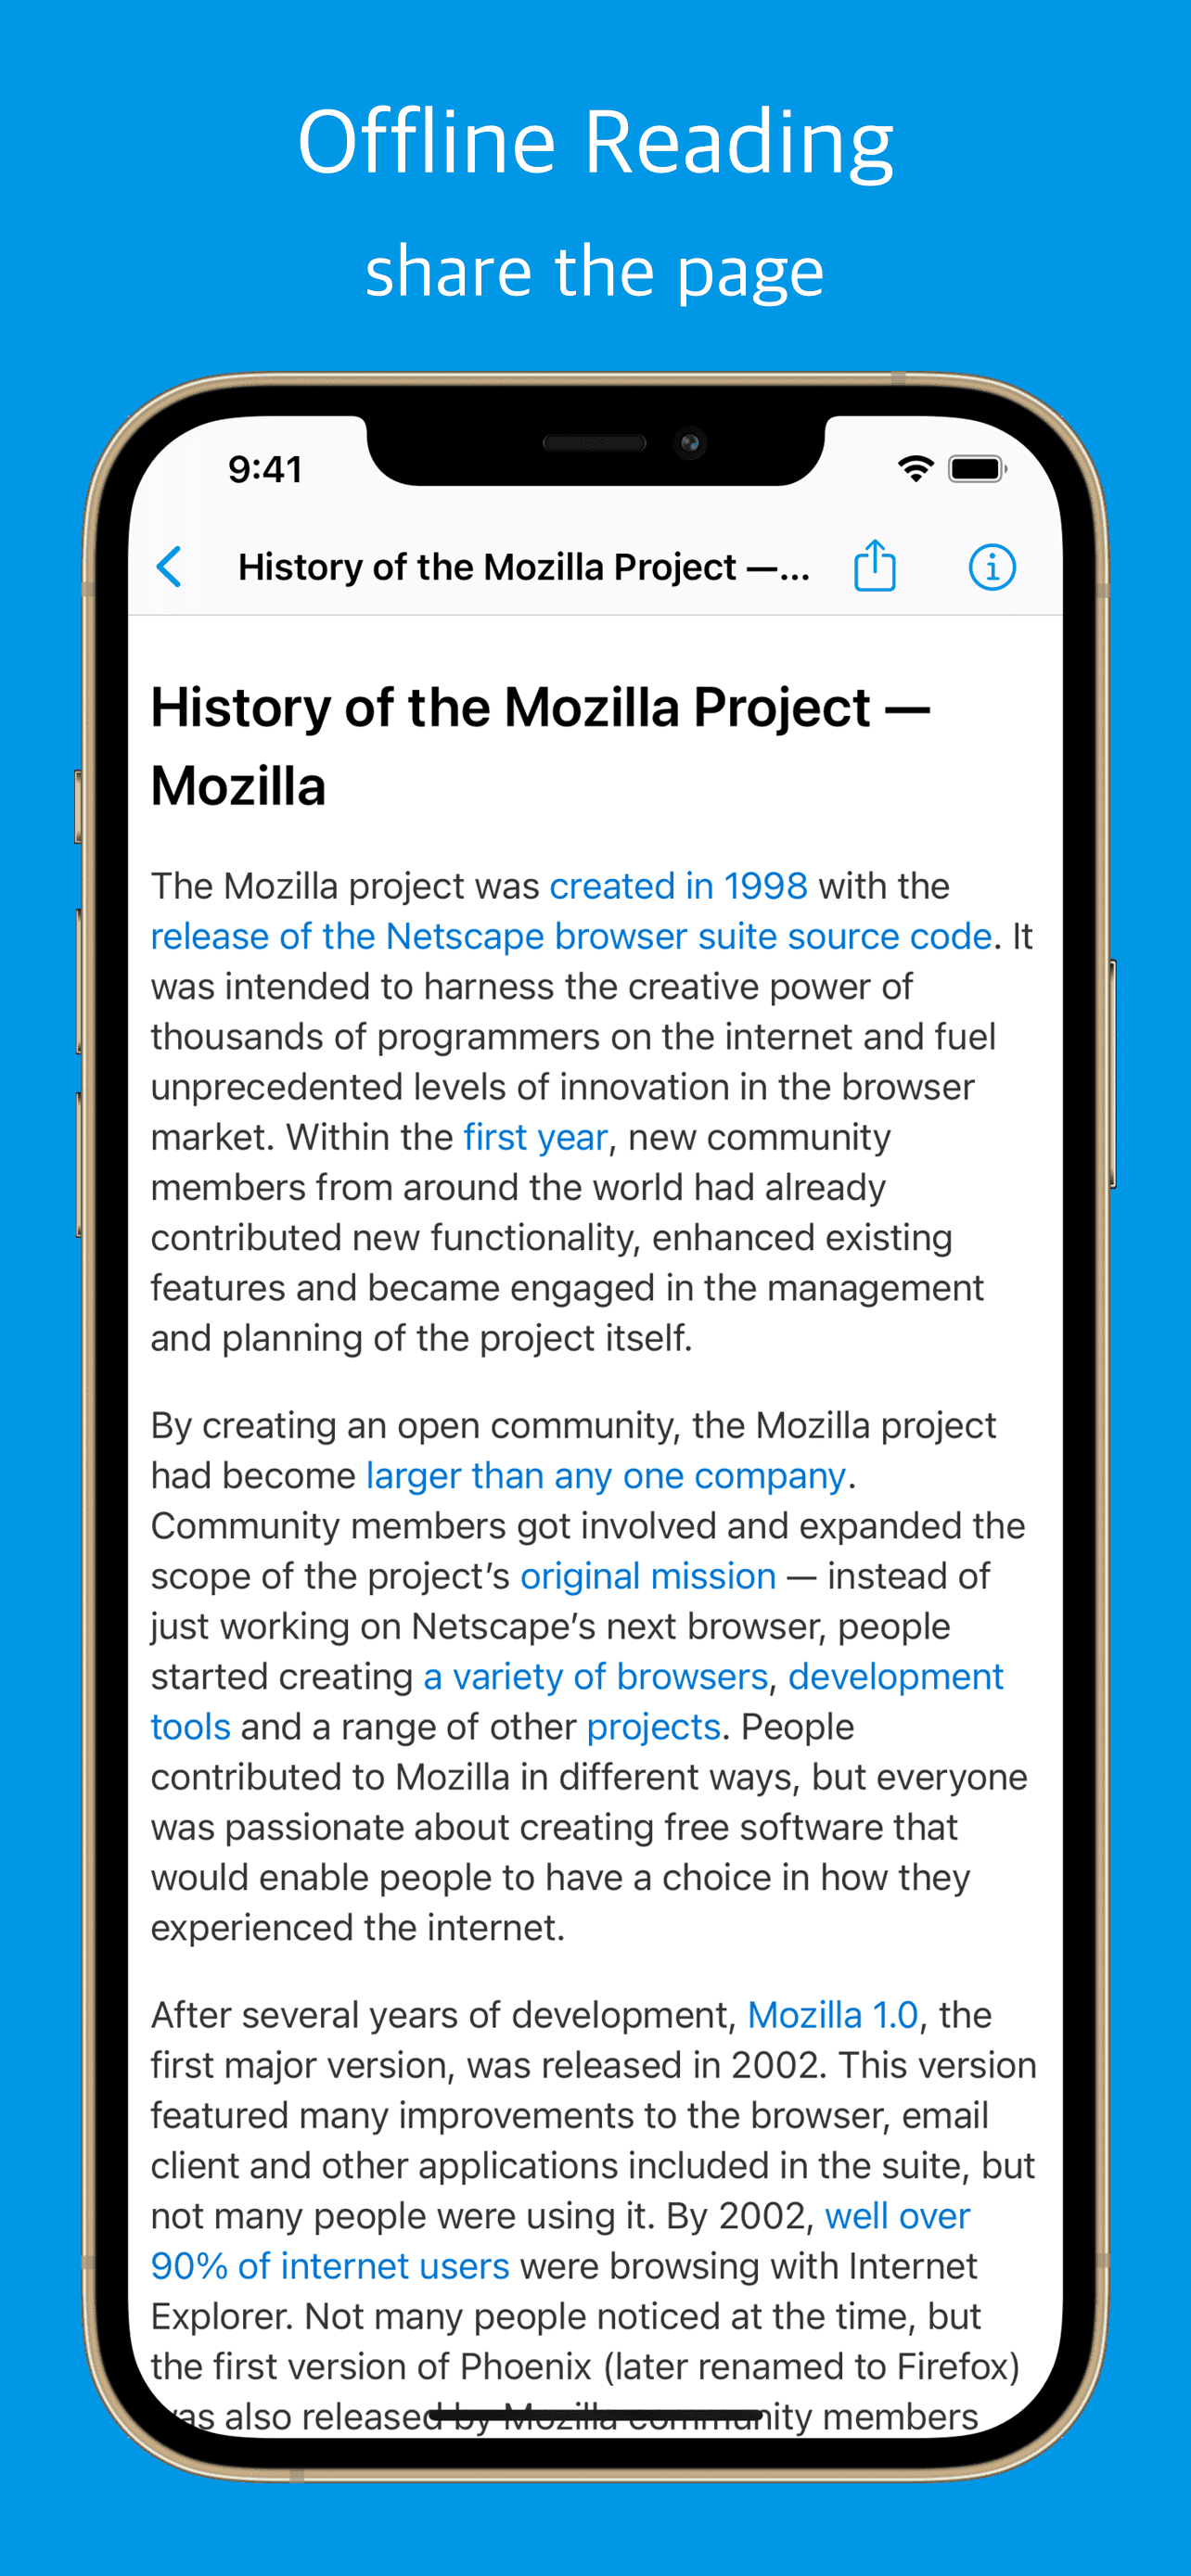 Offline Reading
share the page
9:41
History of the Mozilla Project —...
History of the Mozilla Project —
Mozilla
The Mozilla project was created in 1998 with the
release of the Netscape browser suite source code. It
was intended to harness the creative power of
thousands of programmers on the internet and fuel
unprecedented levels of innovation in the browser
market. Within the first year, new community
members from around the world had already
contributed new functionality, enhanced existing
features and became engaged in the management
and planning of the project itself.
By creating an open community, the Mozilla project
had become larger than any one company.
Community members got involved and expanded the
scope of the project’s original mission — instead of
just working on Netscape’s next browser, people
started creating a variety of browsers, development
tools and a range of other projects. People
contributed to Mozilla in different ways, but everyone
was passionate about creating free software that
would enable people to have a choice in how they
experienced the internet.
After several years of development, Mozilla 1.0, the
first major version, was released in 2002. This version
featured many improvements to the browser, email
client and other applications included in the suite, but
not many people were using it. By 2002, well over
90% of internet users were browsing with Internet
Explorer. Not many people noticed at the time, but
the first version of Phoenix (later renamed to Firefox)
was also released by Mozilla community members